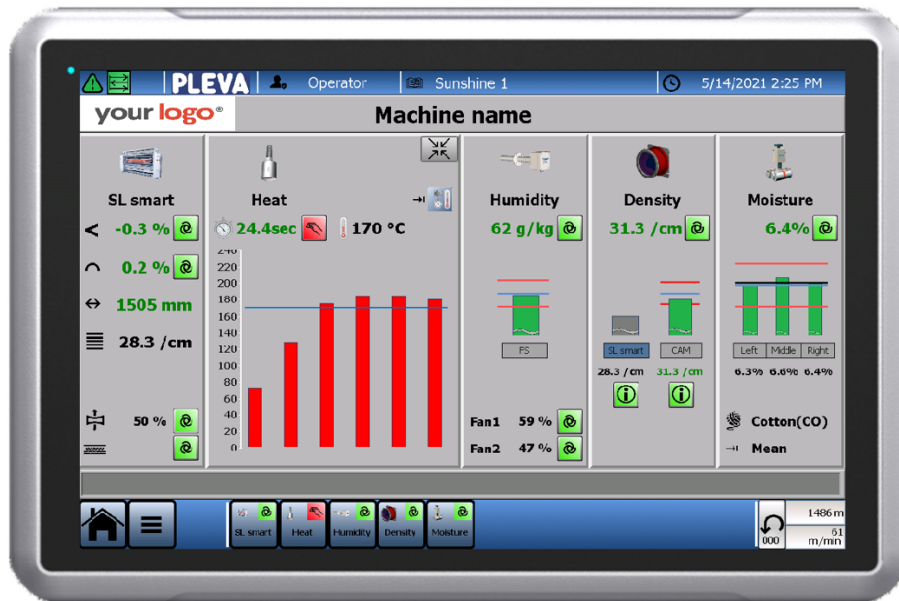 PLEVA Operator Sunshine 1 5/14/2021 2:25 PM
your logo® Machine name
SL smart
-0.3 %
0.2 %
1505 mm
28.3 /cm
50 %
Heat
24.4sec 170 °C
240
220
200
180
160
140
120
100
80
60
40
20
0
Humidity
62 g/kg
FS
Fan1 59 %
Fan2 47 %
Density
31.3 /cm
SL smart CAM
28.3 /cm 31.3 /cm
Moisture
6.4%
Left Middle Right
6.3% 6.6% 6.4%
Cotton(CO)
Mean
SL smart Heat Humidity Density Moisture
000
1486 m
61
m/min